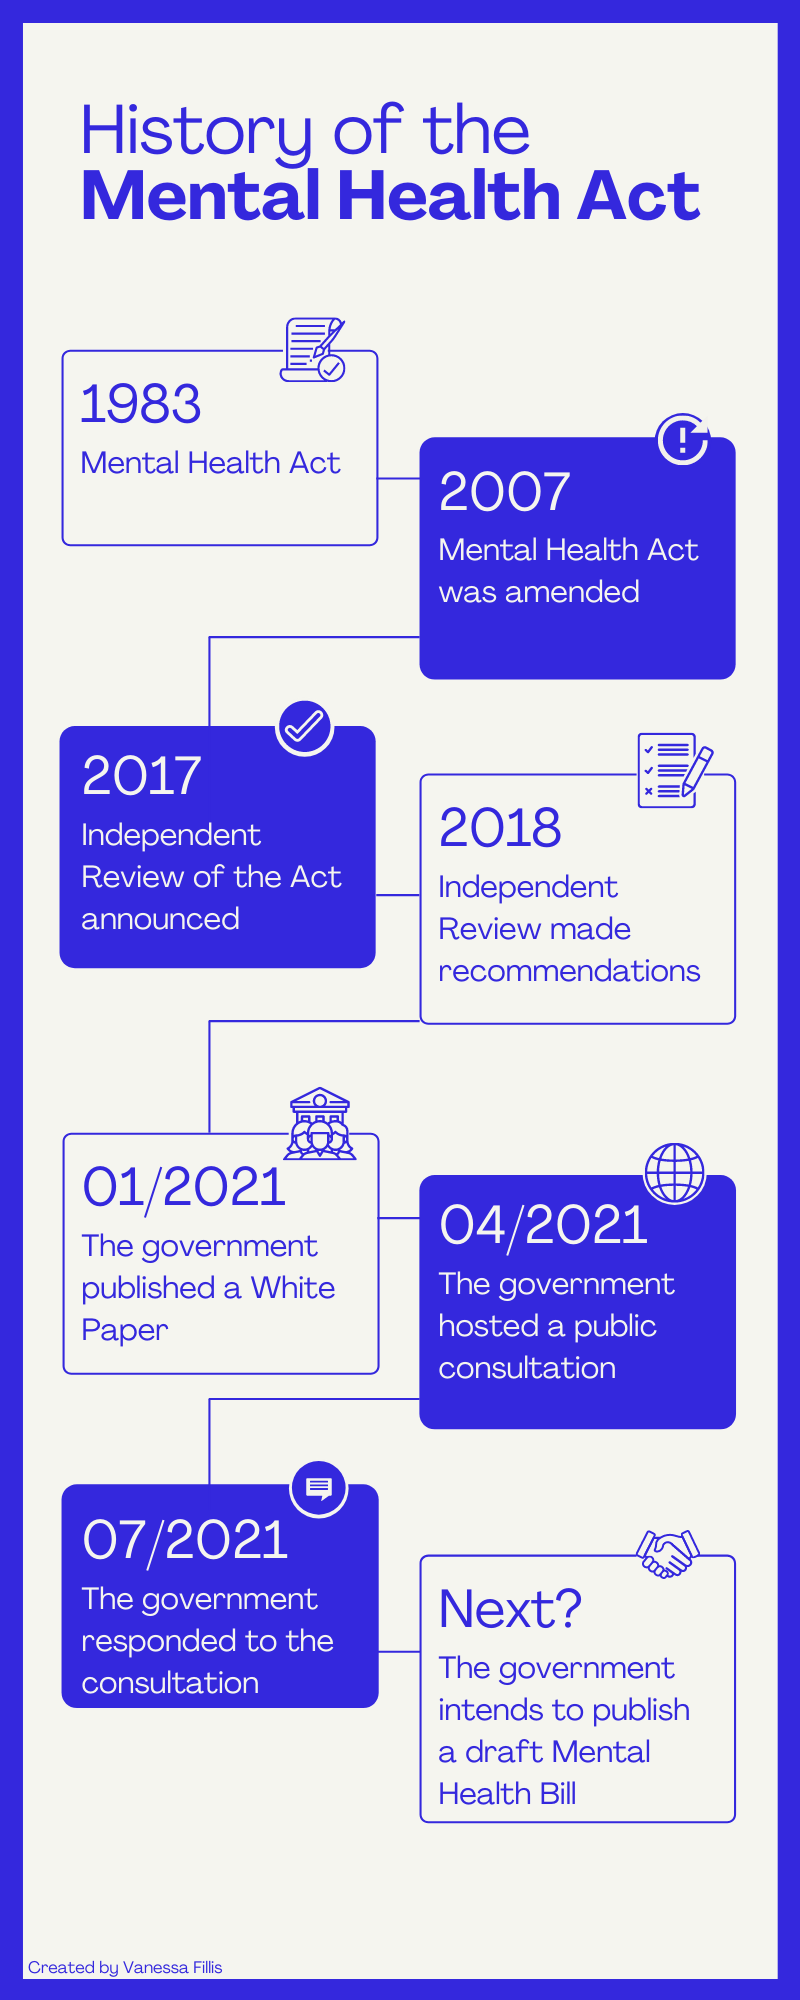 History of the
Mental Health Act
1983
Mental Health Act
2007
Mental Health Act
was amended
2017
Independent
Review of the Act
announced
2018
Independent
Review made
recommendations
01/2021
The government
published a White
Paper
04/2021
The government
hosted a public
consultation
07/2021
The government
responded to the
consultation
Next?
The government
intends to publish
a draft Mental
Health Bill
Created by Vanessa Fillis